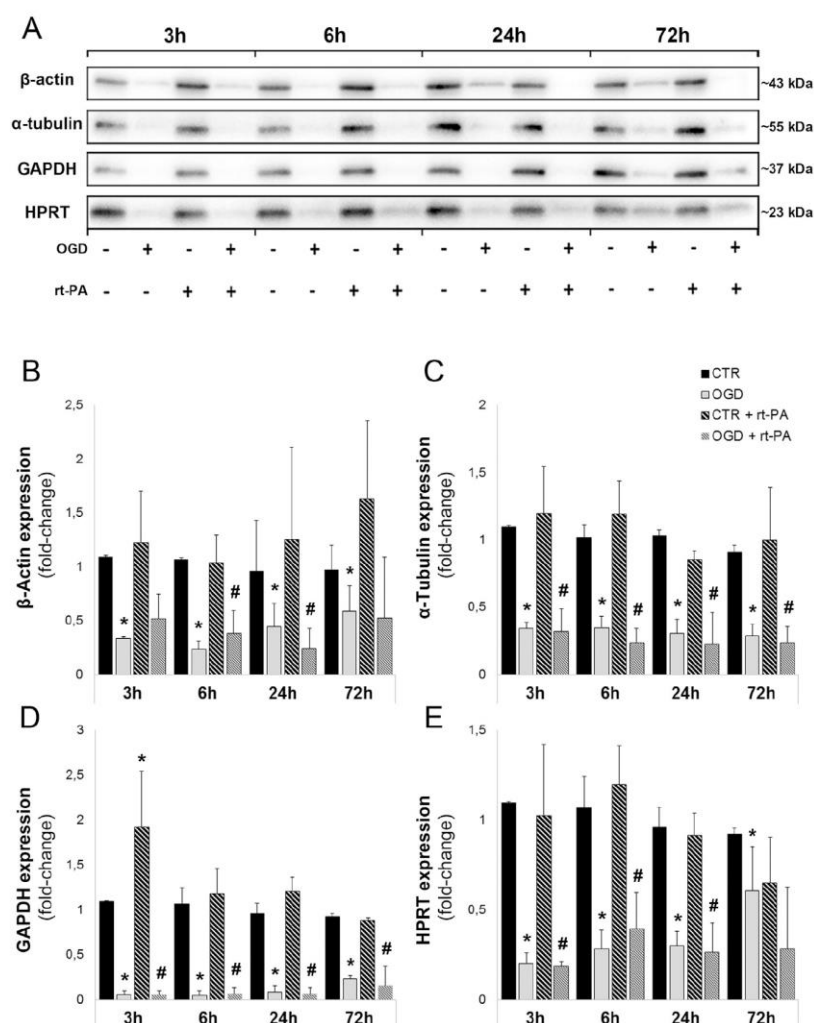 A
3h 6h 24h 72h
β-actin ~43 kDa
α-tubulin ~55 kDa
GAPDH ~37 kDa
HPRT ~23 kDa
OGD - + - + - + - + - + - + - + - +
rt-PA - - + + - - + + - - + + - - + +
B
β-Actin expression
(fold-change)
2,5
2
1,5
1
0,5
0
* * # * # *
3h 6h 24h 72h
C
CTR
OGD
CTR + rt-PA
OGD + rt-PA
α-Tubulin expression
(fold-change)
2
1,5
1
0,5
0
* # * # * # * #
3h 6h 24h 72h
D
GAPDH expression
(fold-change)
3
2,5
2
1,5
1
0,5
0
* * # * # * # * #
3h 6h 24h 72h
E
HPRT expression
(fold-change)
1,5
1
0,5
0
* # * # * # *
3h 6h 24h 72h